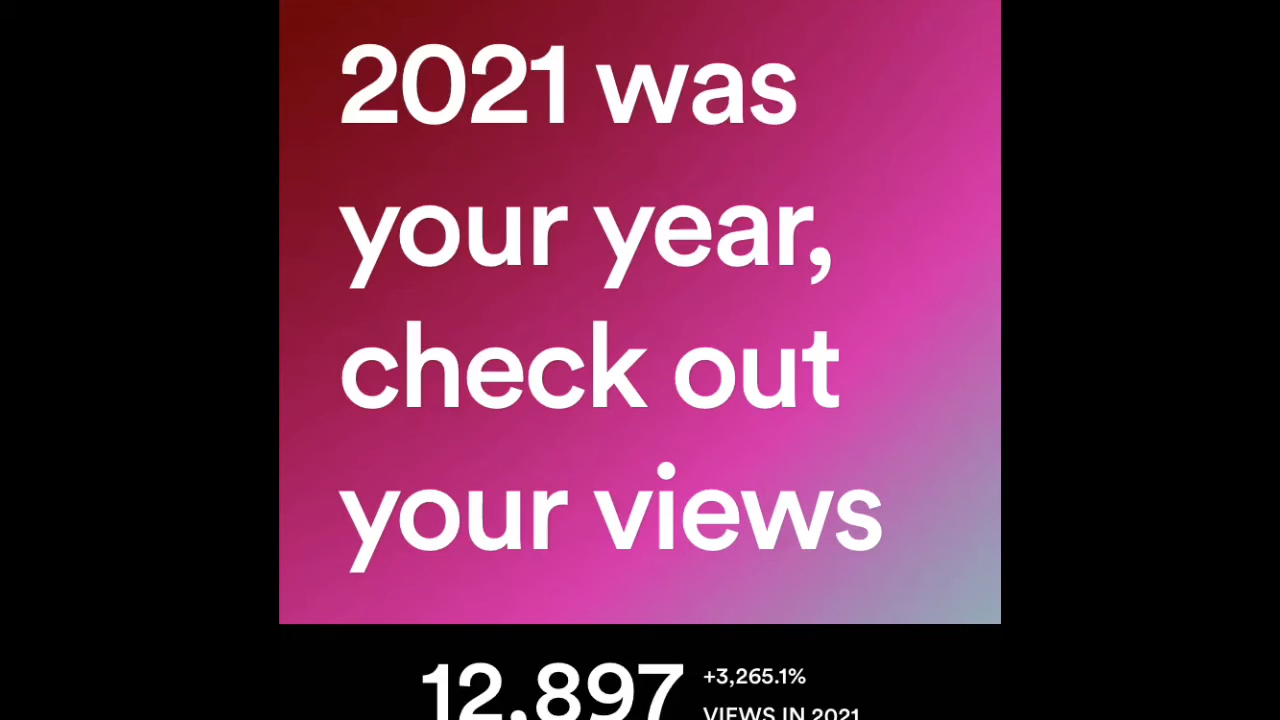 2021 was
your year,
check out
your views
12,897
+3,265.1%
VIEWS IN 2021